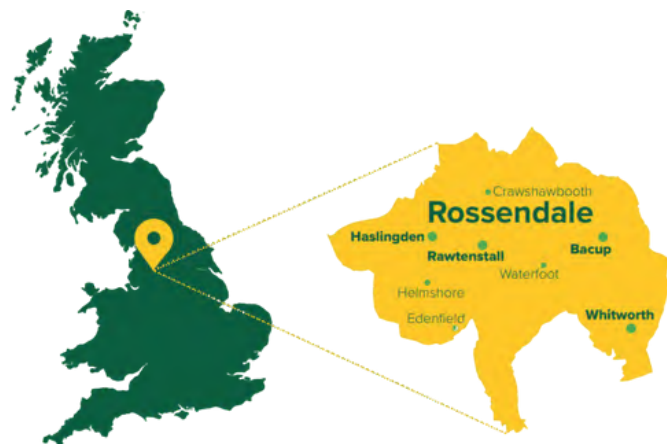 Crawshawbooth
Rossendale
Haslingden
Rawtenstall
Bacup
Waterfoot
Helmshore
Edenfield
Whitworth